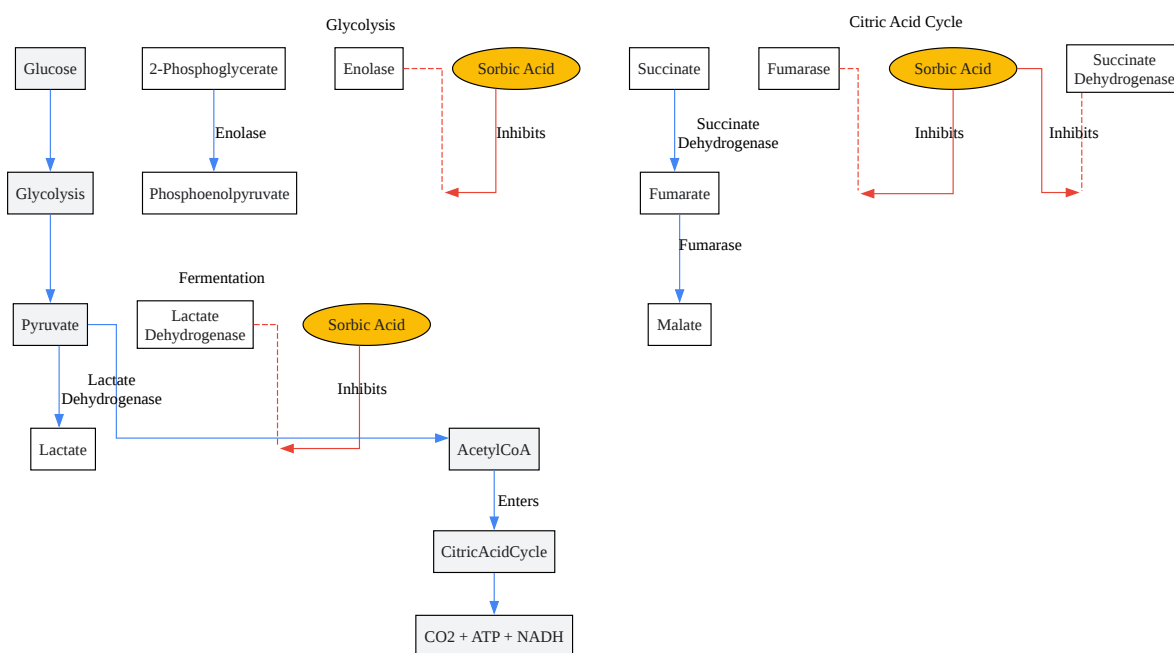 Glycolysis
Citric Acid Cycle
Glucose
2-Phosphoglycerate
Enolase
Sorbic Acid
Succinate
Fumarase
Sorbic Acid
Succinate
Dehydrogenase
Enolase
Inhibits
Succinate
Dehydrogenase
Inhibits
Inhibits
Glycolysis
Phosphoenolpyruvate
Fumarate
Fumarase
Fermentation
Pyruvate
Lactate
Dehydrogenase
Sorbic Acid
Malate
Lactate
Dehydrogenase
Inhibits
Lactate
AcetylCoA
Enters
CitricAcidCycle
CO2 + ATP + NADH